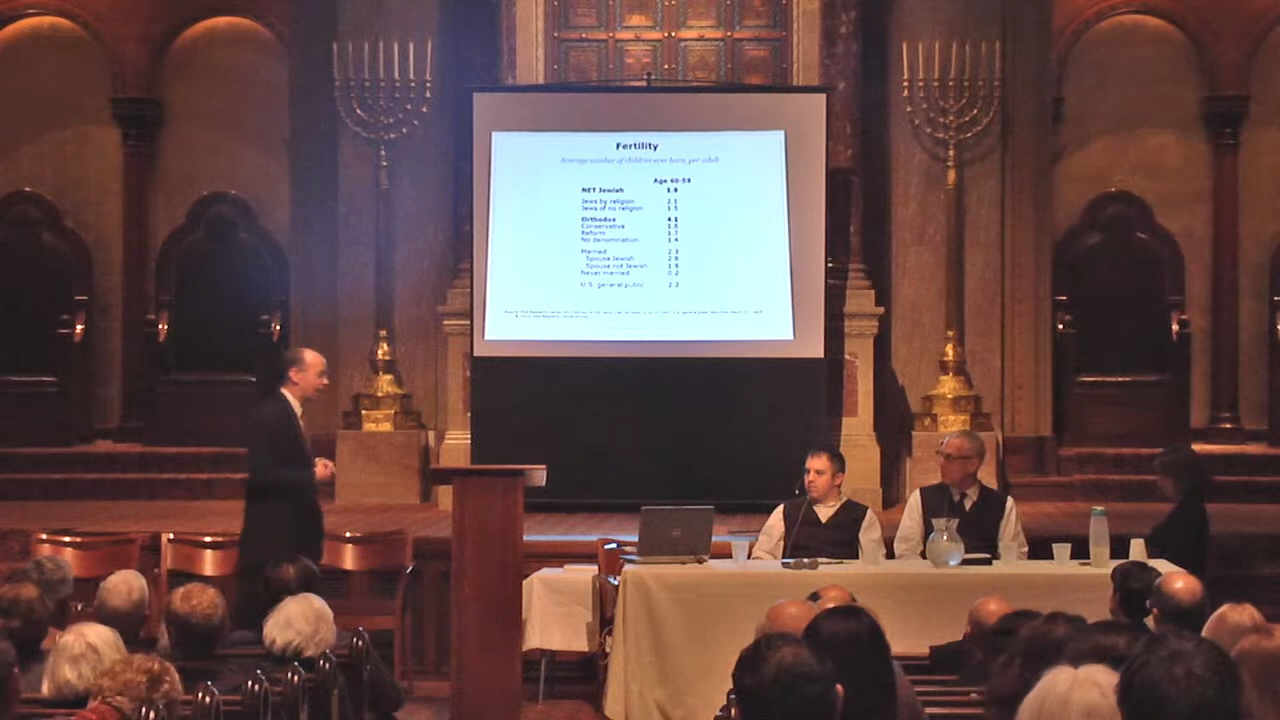 Fertility
Average number of children ever born, per adult
Age 40-59
NET Jewish 1.9
Jews by religion 2.1
Jews of no religion 1.5
Orthodox 4.1
Conservative 1.8
Reform 1.7
No denomination 1.4
Married 2.3
Spouse Jewish 2.8
Spouse not Jewish 1.8
Never married 0.2
U.S. general public 2.2